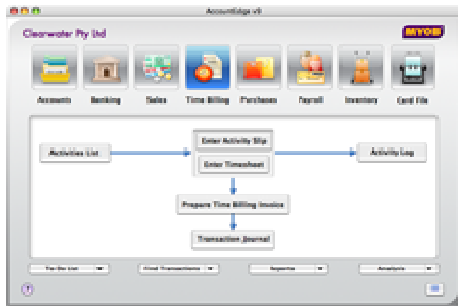 AccountEdge v6
Clearwater Pty Ltd
MYOB
Accounts Banking Sales Time Billing Purchases Payroll Inventory Card File
Enter Activity Slip
Activities List
Activity Log
Enter Timesheet
Prepare Time Billing Invoice
Transaction Journal
To Do List Find Transactions Reports Analysis
?